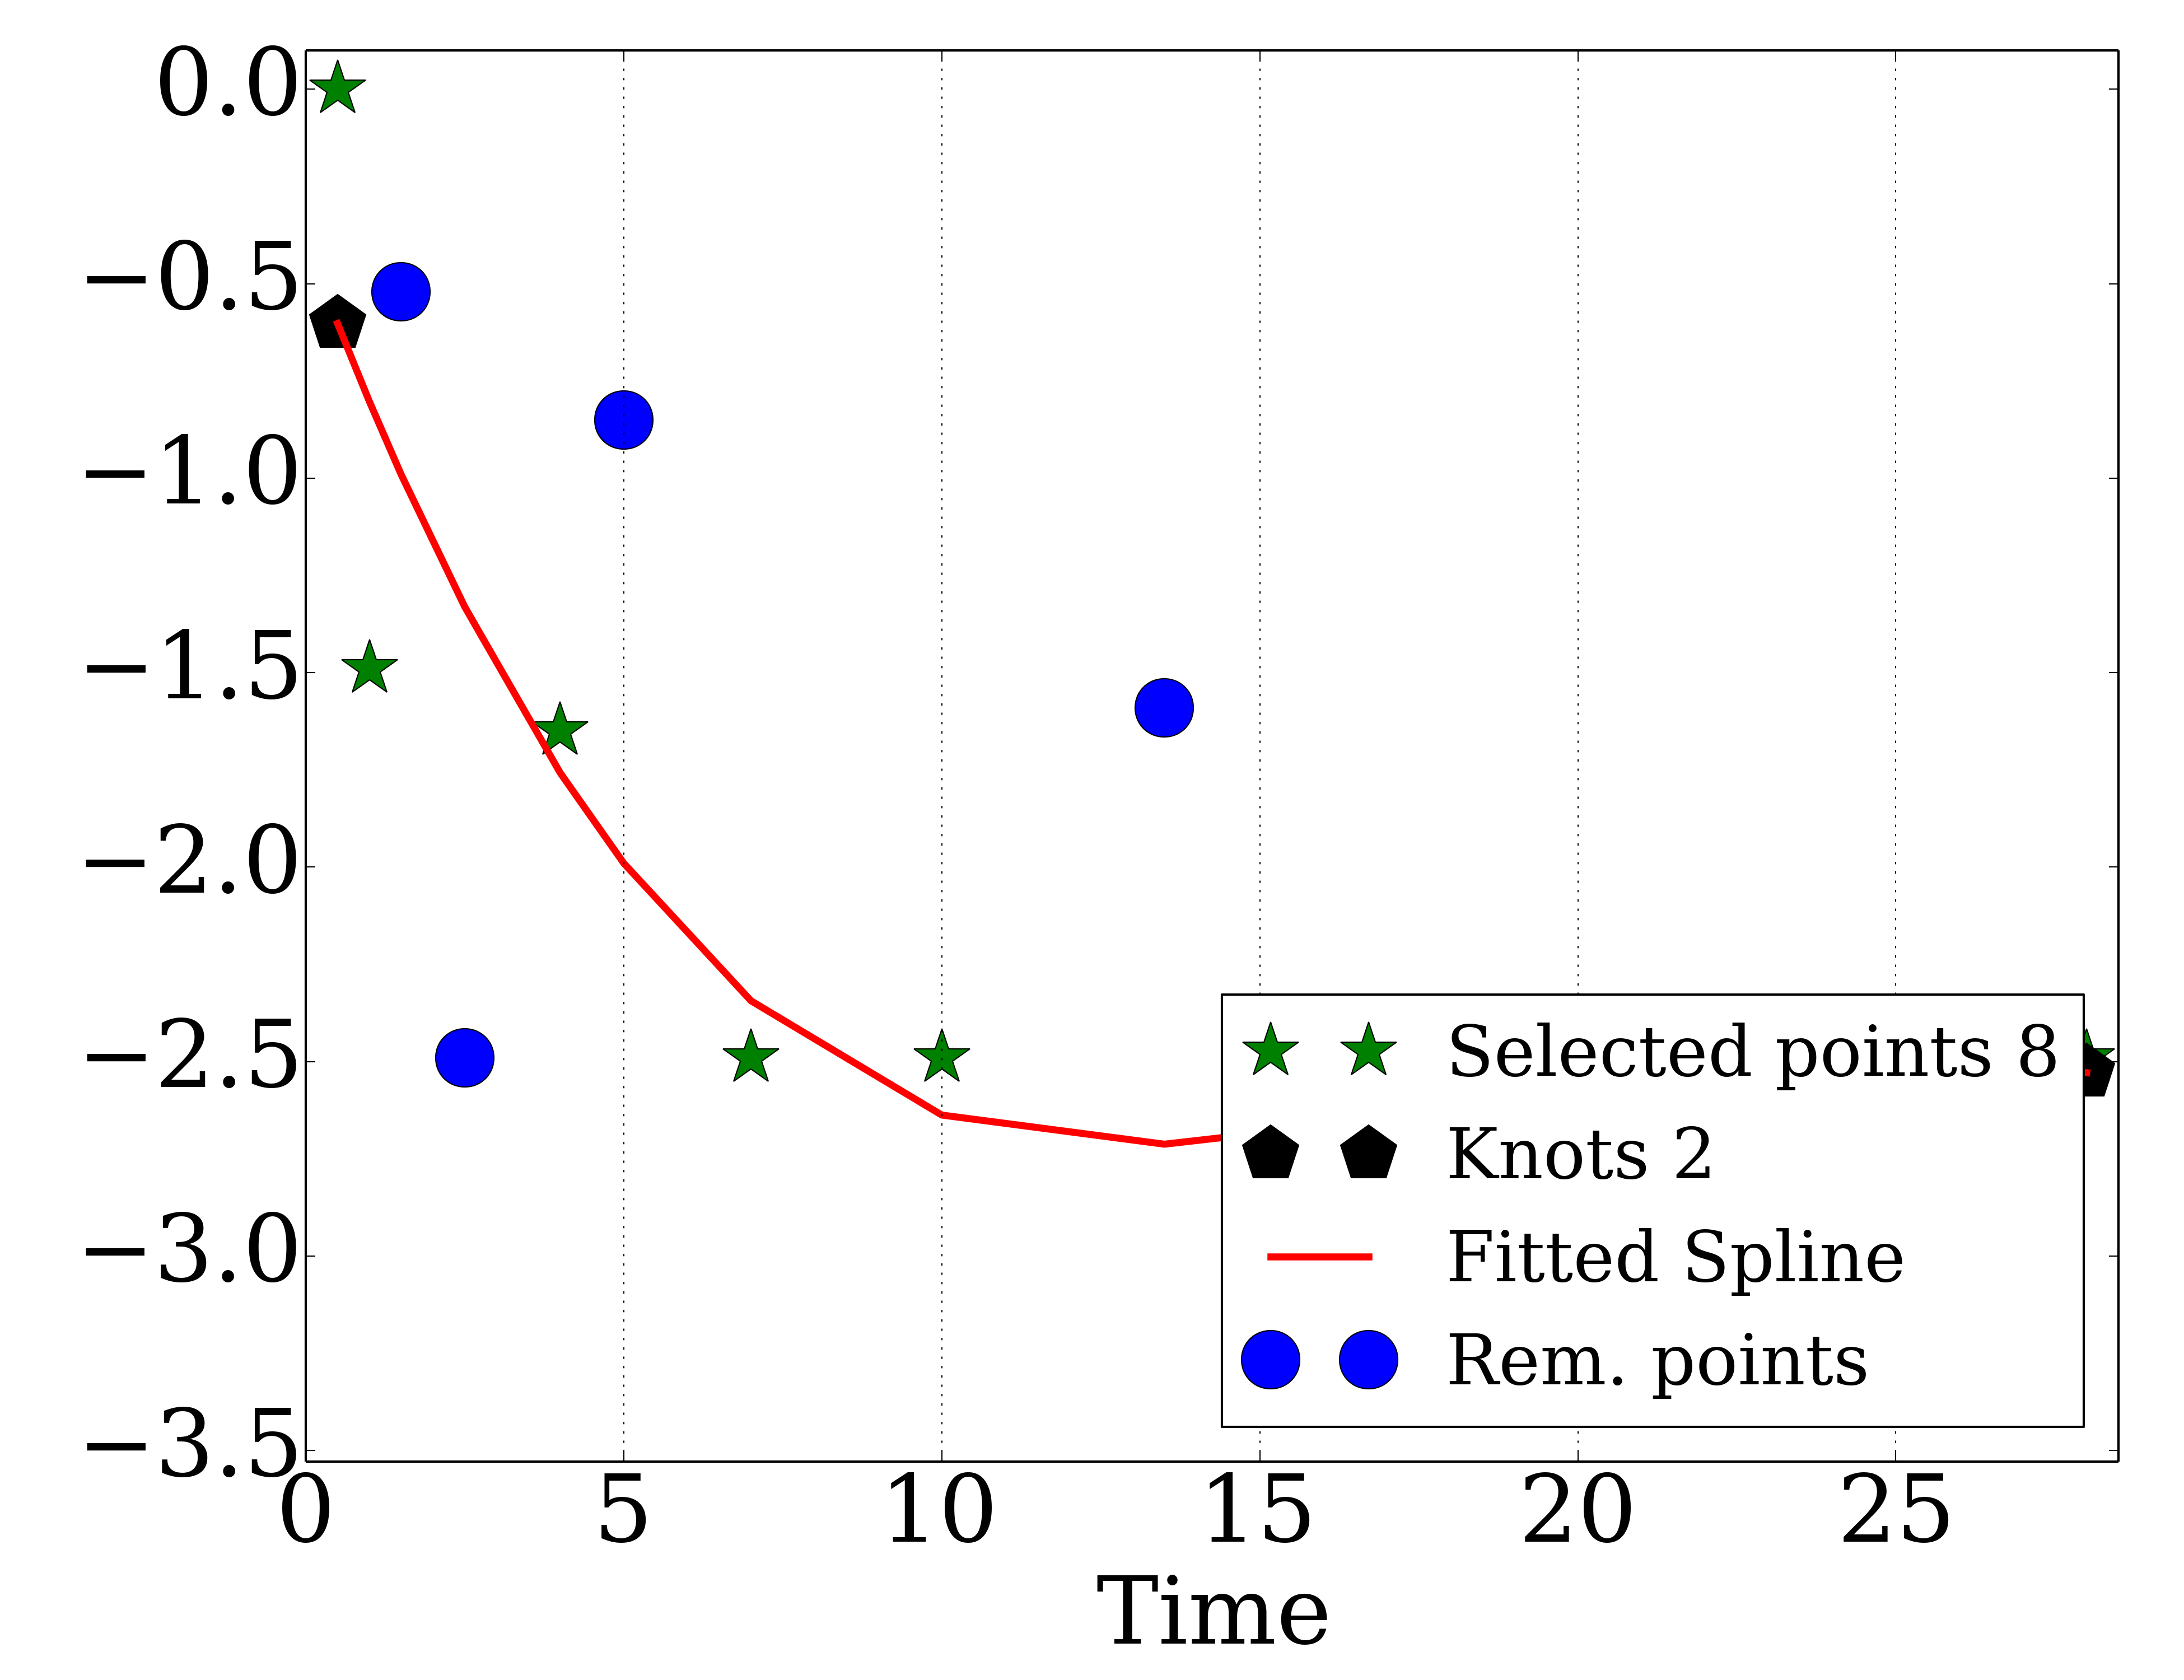 0.0
−0.5
−1.0
−1.5
−2.0
−2.5
−3.0
−3.5
Selected points 8
Knots 2
Fitted Spline
Rem. points
0 5 10 15 20 25
Time